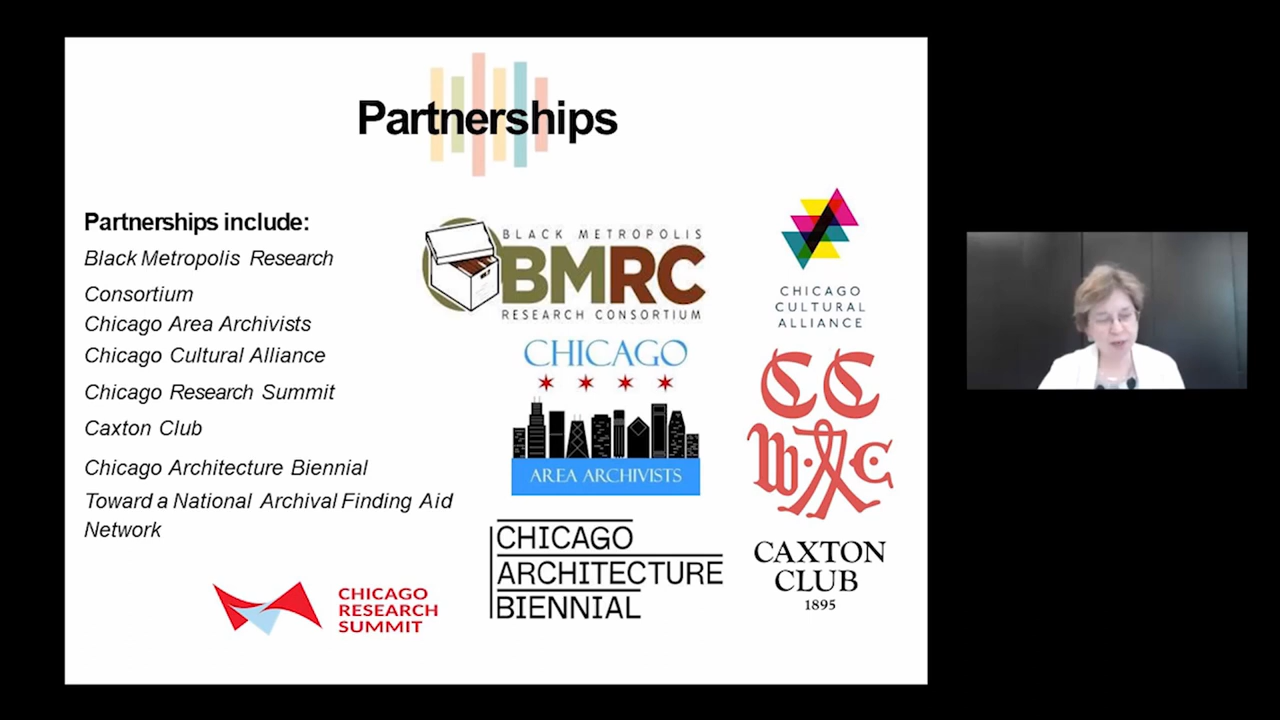 Partnerships
Partnerships include:
Black Metropolis Research
Consortium
Chicago Area Archivists
Chicago Cultural Alliance
Chicago Research Summit
Caxton Club
Chicago Architecture Biennial
Toward a National Archival Finding Aid
Network
BLACK METROPOLIS
BMRC
RESEARCH CONSORTIUM
CHICAGO
CULTURAL
ALLIANCE
CHICAGO
AREA ARCHIVISTS
CC
W·A·C
CAXTON
CLUB
1895
CHICAGO
ARCHITECTURE
BIENNIAL
CHICAGO
RESEARCH
SUMMIT